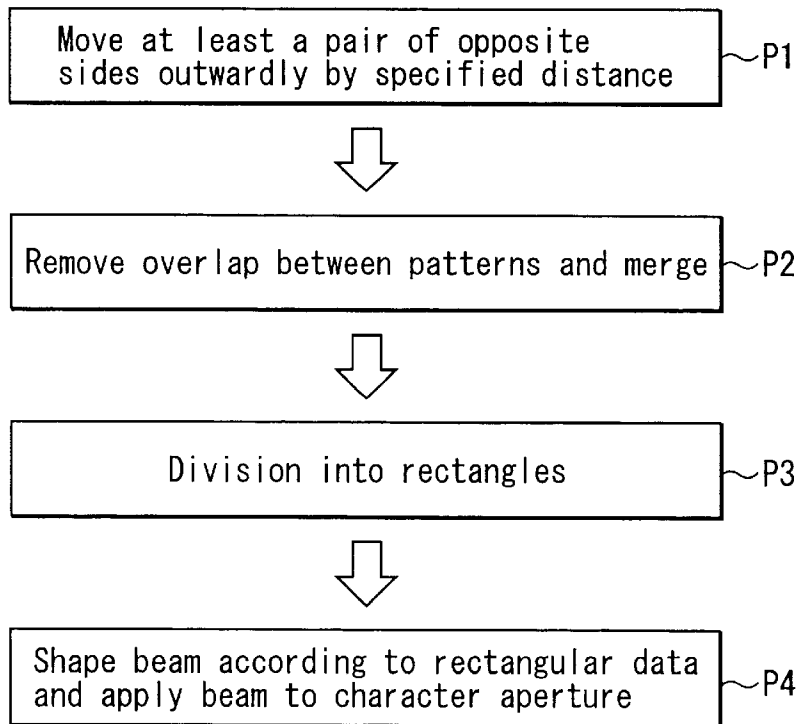 Move at least a pair of opposite
sides outwardly by specified distance
P1
Remove overlap between patterns and merge
P2
Division into rectangles
P3
Shape beam according to rectangular data
and apply beam to character aperture
P4